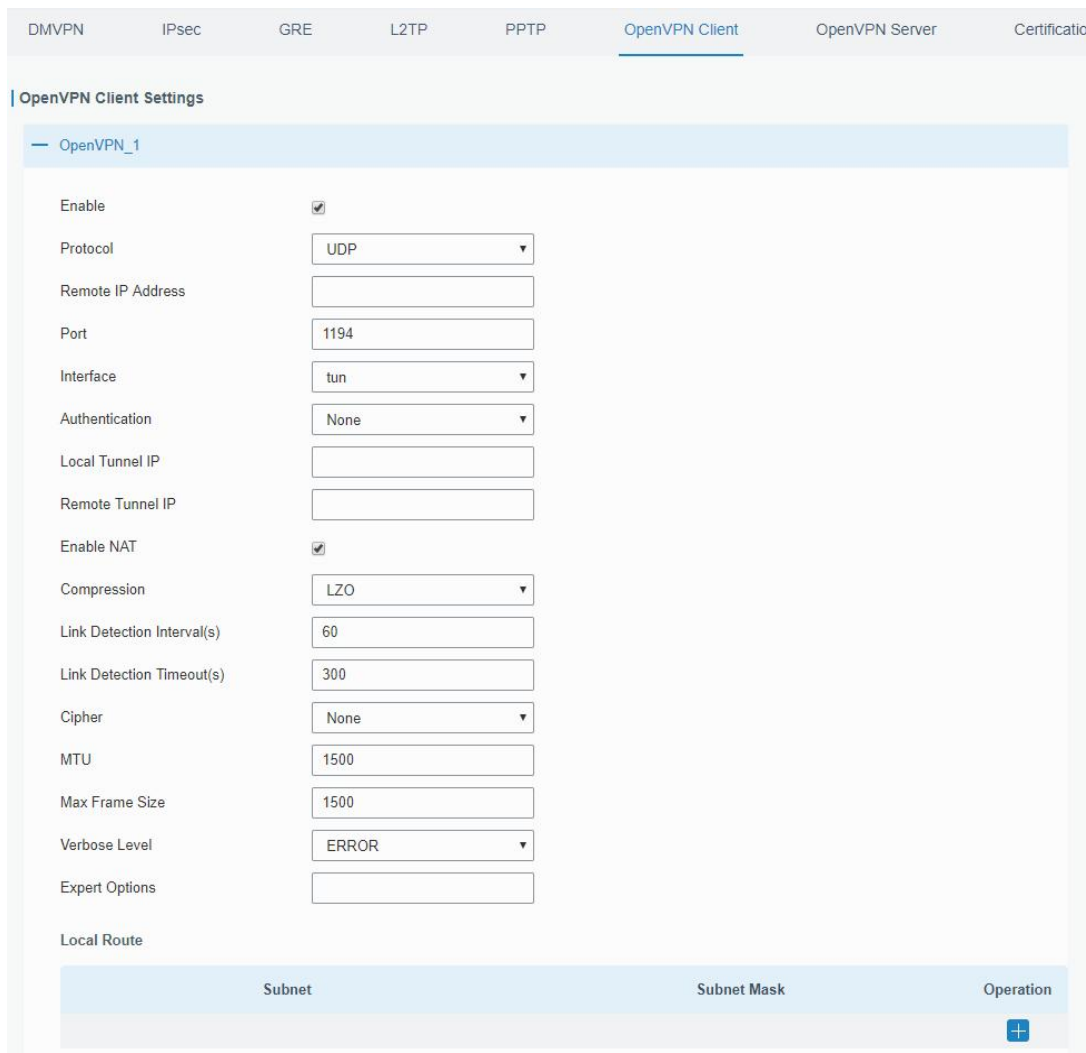 DMVPN IPsec GRE L2TP PPTP OpenVPN Client OpenVPN Server Certificatio
OpenVPN Client Settings
OpenVPN_1
Enable
Protocol UDP
Remote IP Address
Port 1194
Interface tun
Authentication None
Local Tunnel IP
Remote Tunnel IP
Enable NAT
Compression LZO
Link Detection Interval(s) 60
Link Detection Timeout(s) 300
Cipher None
MTU 1500
Max Frame Size 1500
Verbose Level ERROR
Expert Options
Local Route
Subnet Subnet Mask Operation